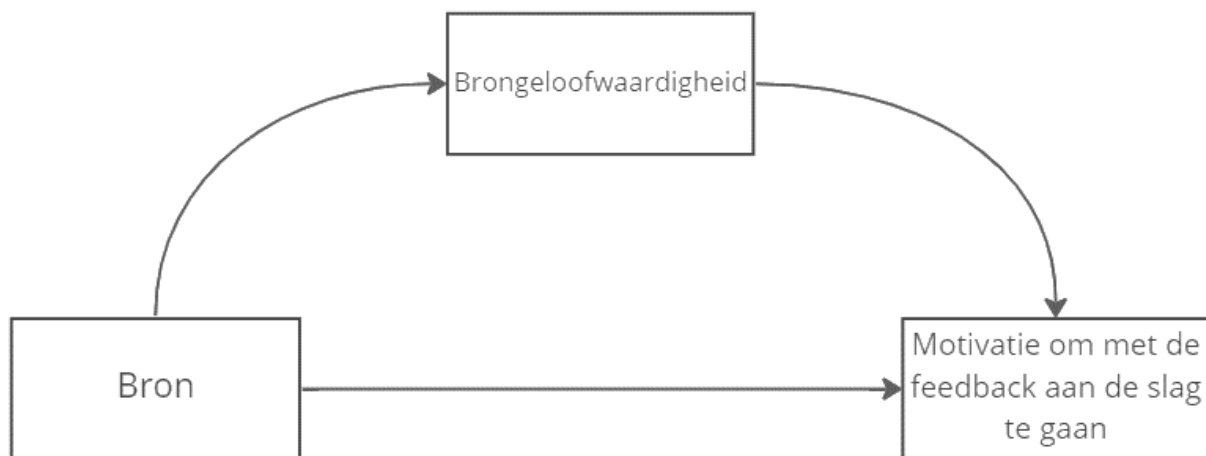 Brongeloofwaardigheid
Bron
Motivatie om met de
feedback aan de slag
te gaan